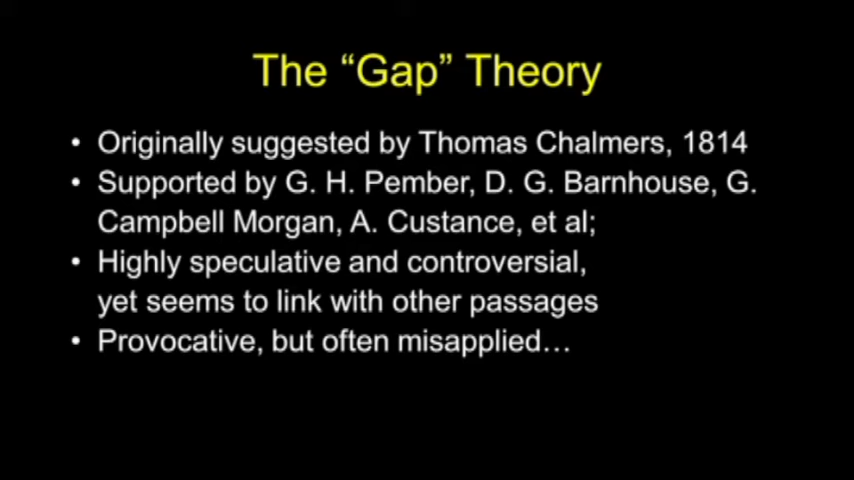 The “Gap” Theory
• Originally suggested by Thomas Chalmers, 1814
• Supported by G. H. Pember, D. G. Barnhouse, G.
Campbell Morgan, A. Custance, et al;
• Highly speculative and controversial,
yet seems to link with other passages
• Provocative, but often misapplied…